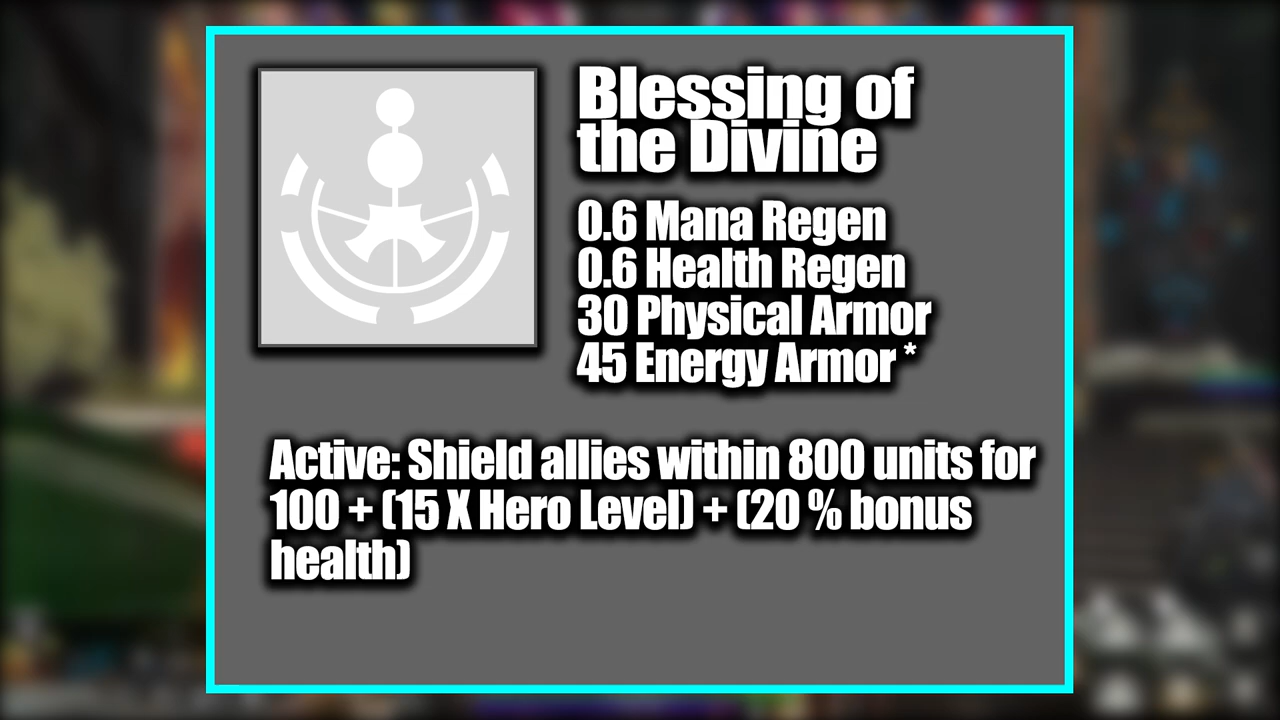 Blessing of
the Divine
0.6 Mana Regen
0.6 Health Regen
30 Physical Armor
45 Energy Armor *
Active: Shield allies within 800 units for
100 + (15 X Hero Level) + (20 % bonus
health)